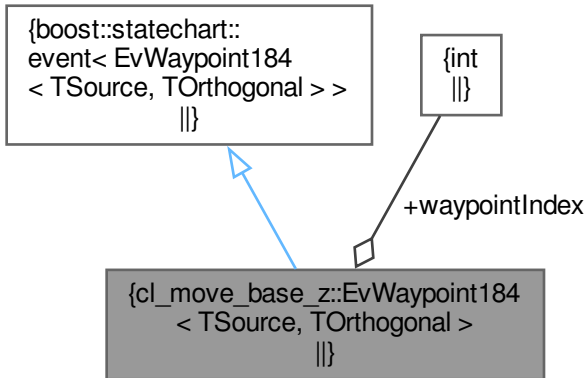 {boost::statechart::
event< EvWaypoint184
< TSource, TOrthogonal > >
||}
{int
||}
+waypointIndex
{cl_move_base_z::EvWaypoint184
< TSource, TOrthogonal >
||}